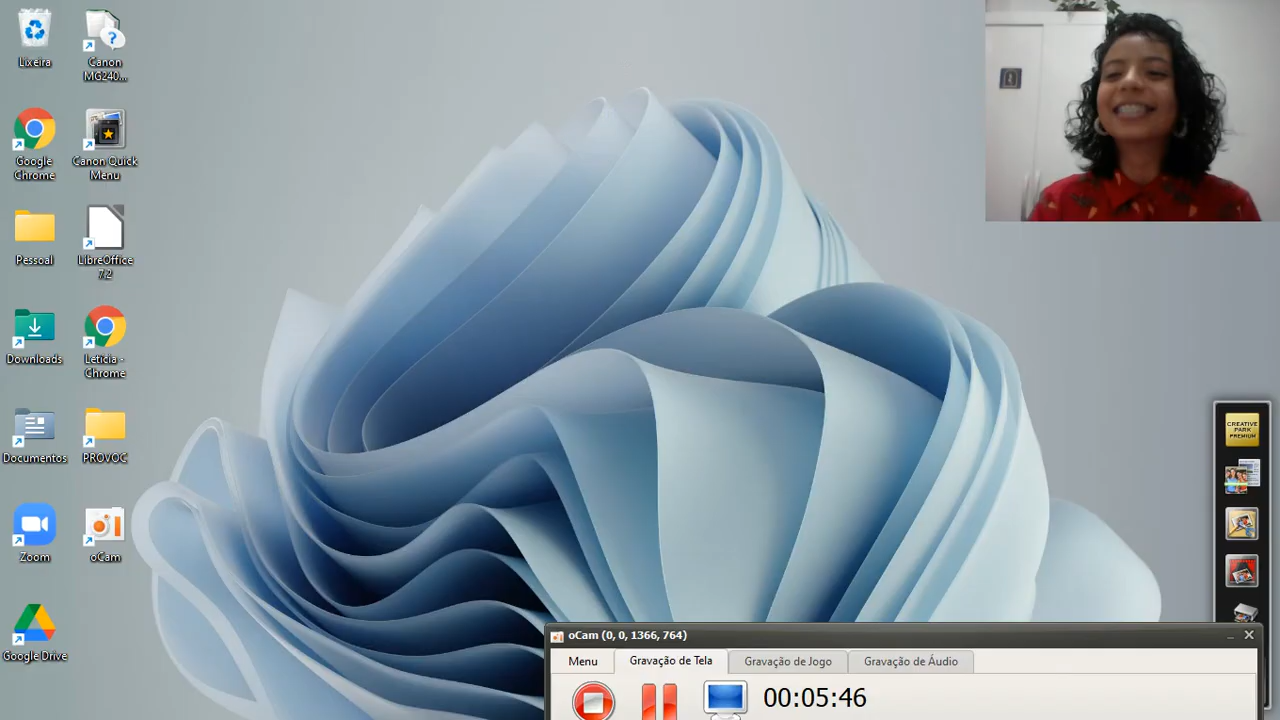 Lixeira
Canon
MG240...
Google
Chrome
Canon Quick
Menu
Pessoal
LibreOffice
7.2
Downloads
Letícia -
Chrome
Documentos
PROVOC
Zoom
oCam
Google Drive
CREATIVE
PARK
PREMIUM
oCam (0, 0, 1366, 764)
Menu
Gravação de Tela
Gravação de Jogo
Gravação de Áudio
00:05:46